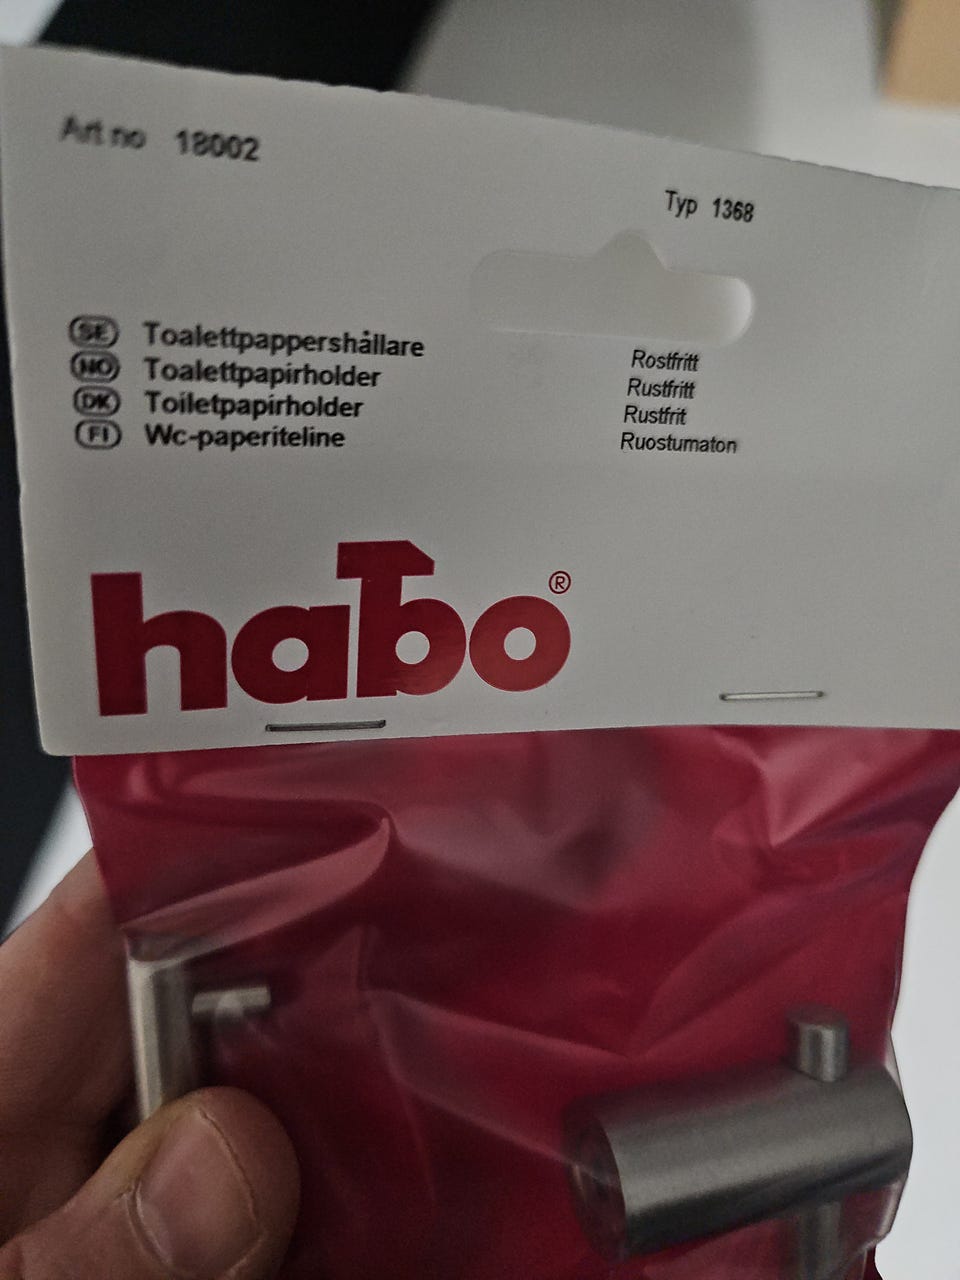 Art no 18002
Typ 1368
SE Toalettpappershållare Rostfritt
NO Toalettpapirholder Rustfritt
DK Toiletpapirholder Rustfrit
FI Wc-paperiteline Ruostumaton
habo®